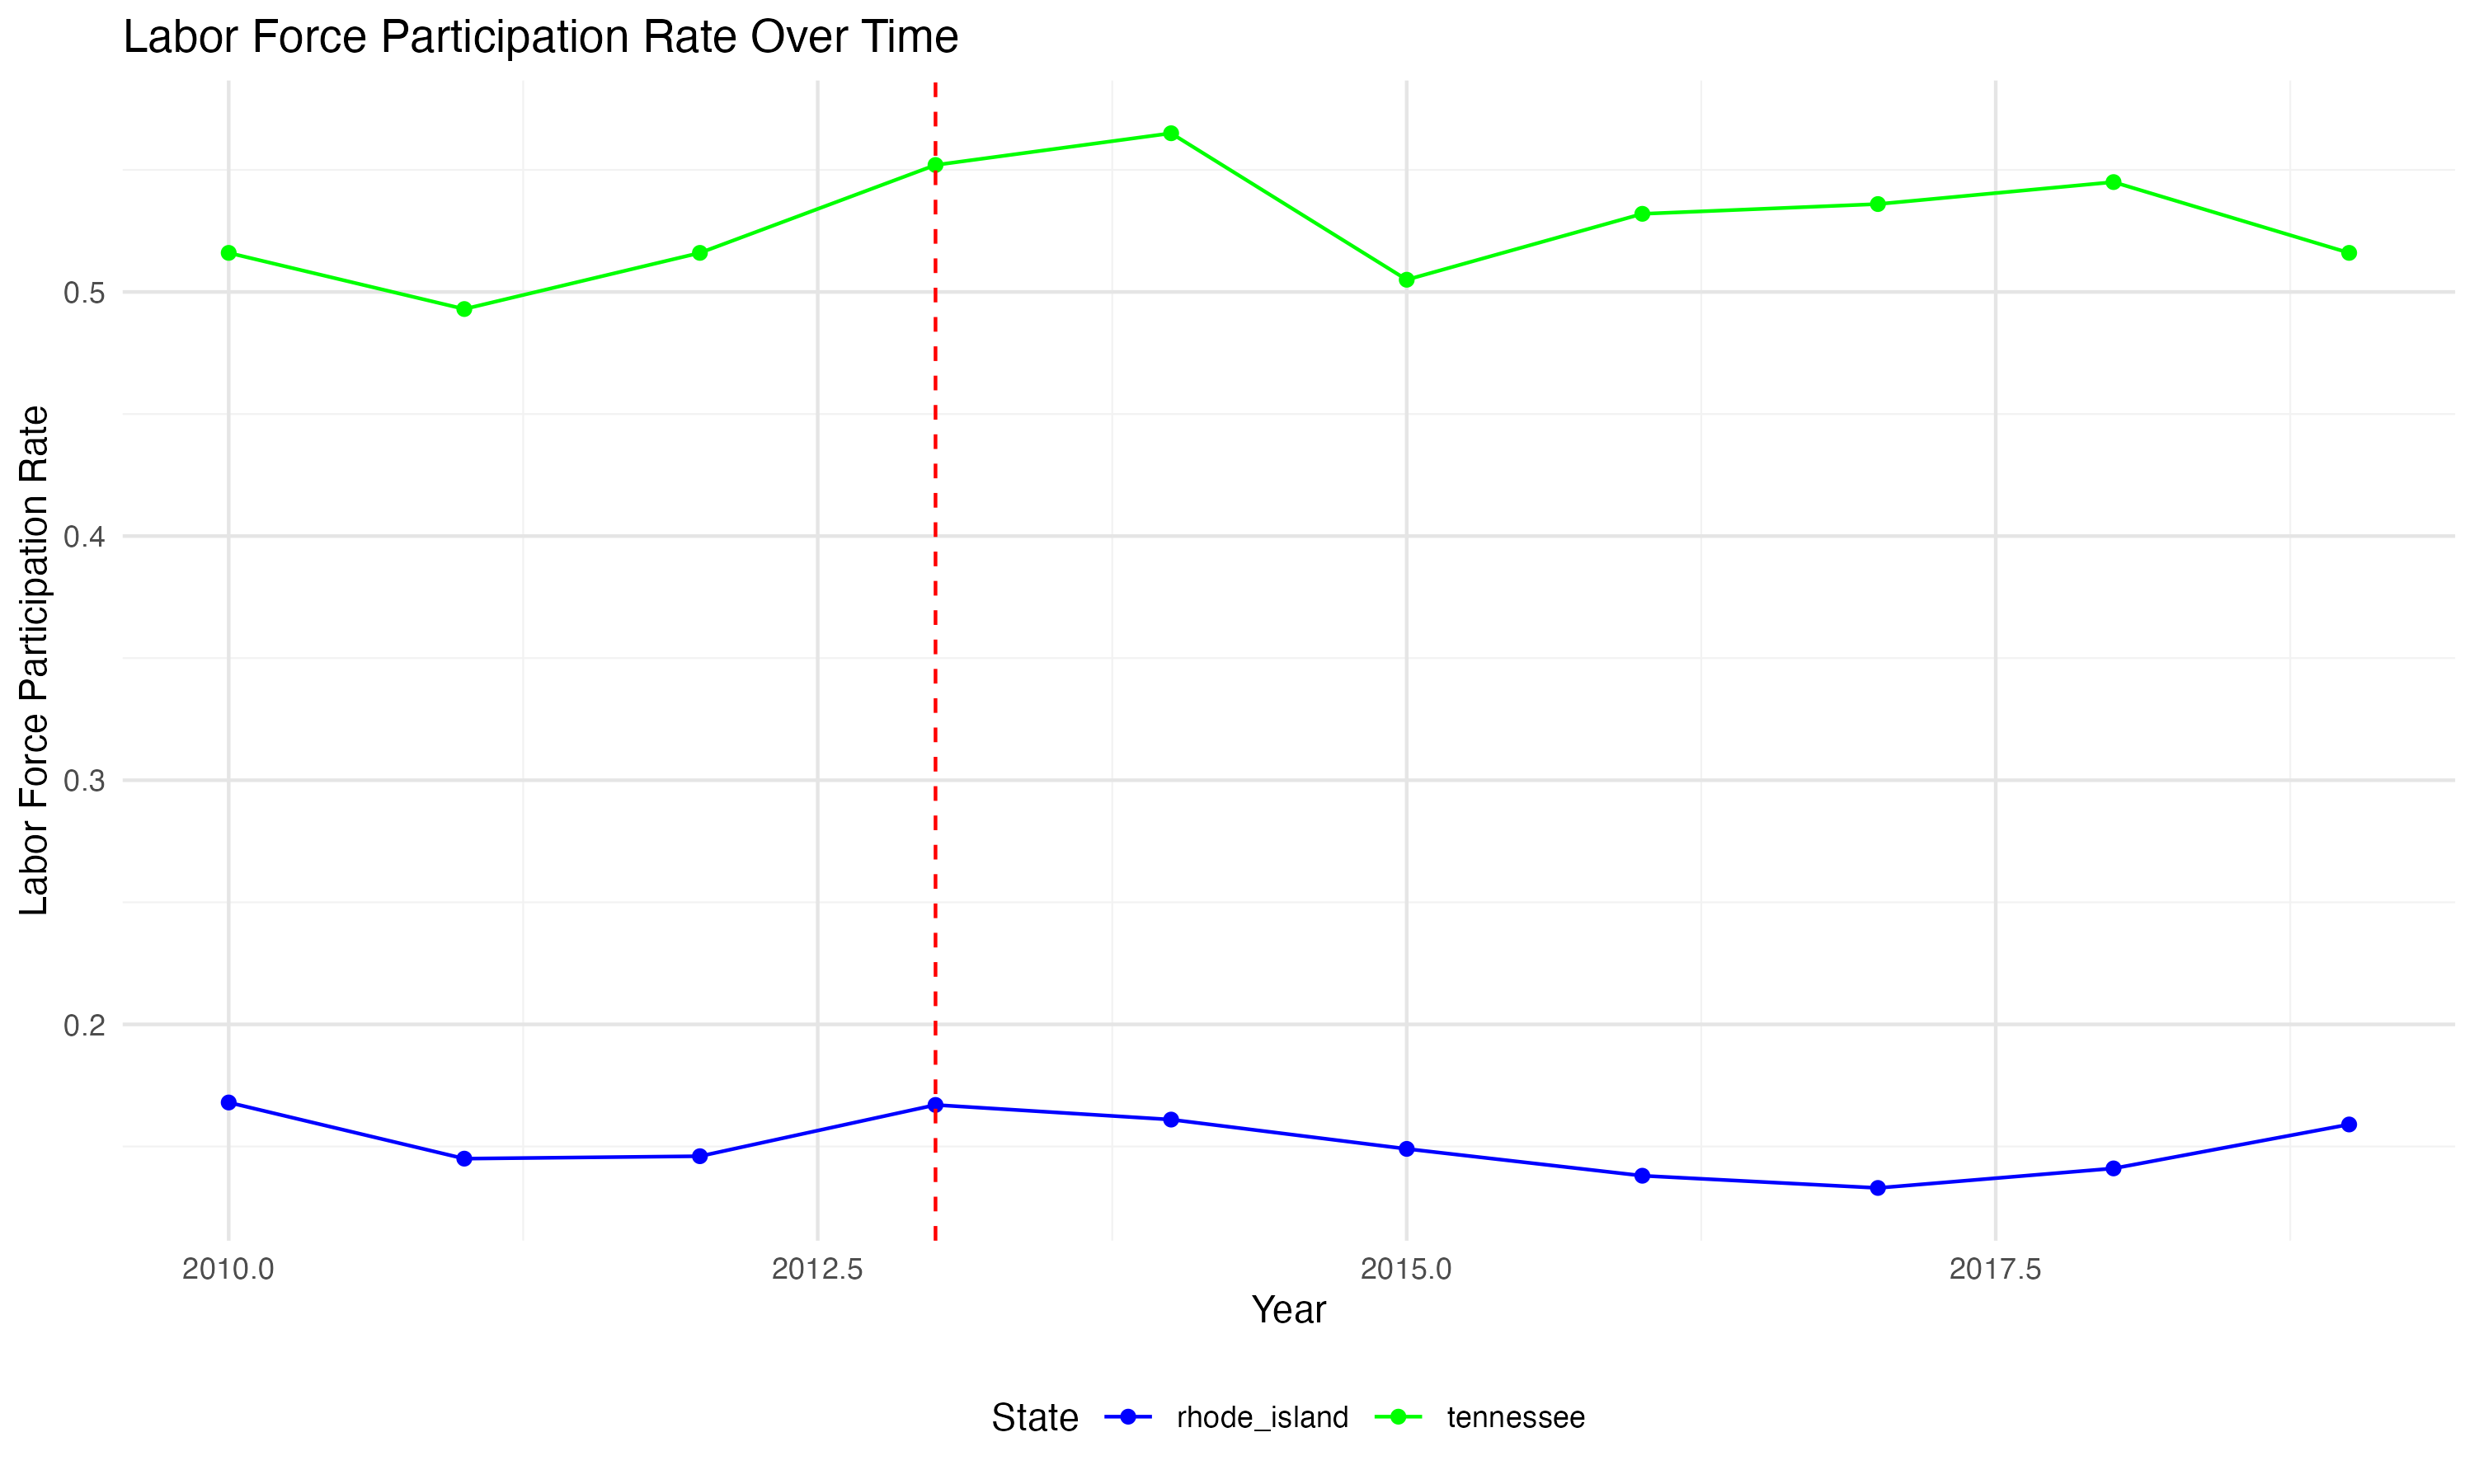 Labor Force Participation Rate Over Time
Labor Force Participation Rate
0.5
0.4
0.3
0.2
2010.0 2012.5 2015.0 2017.5
Year
State rhode_island tennessee